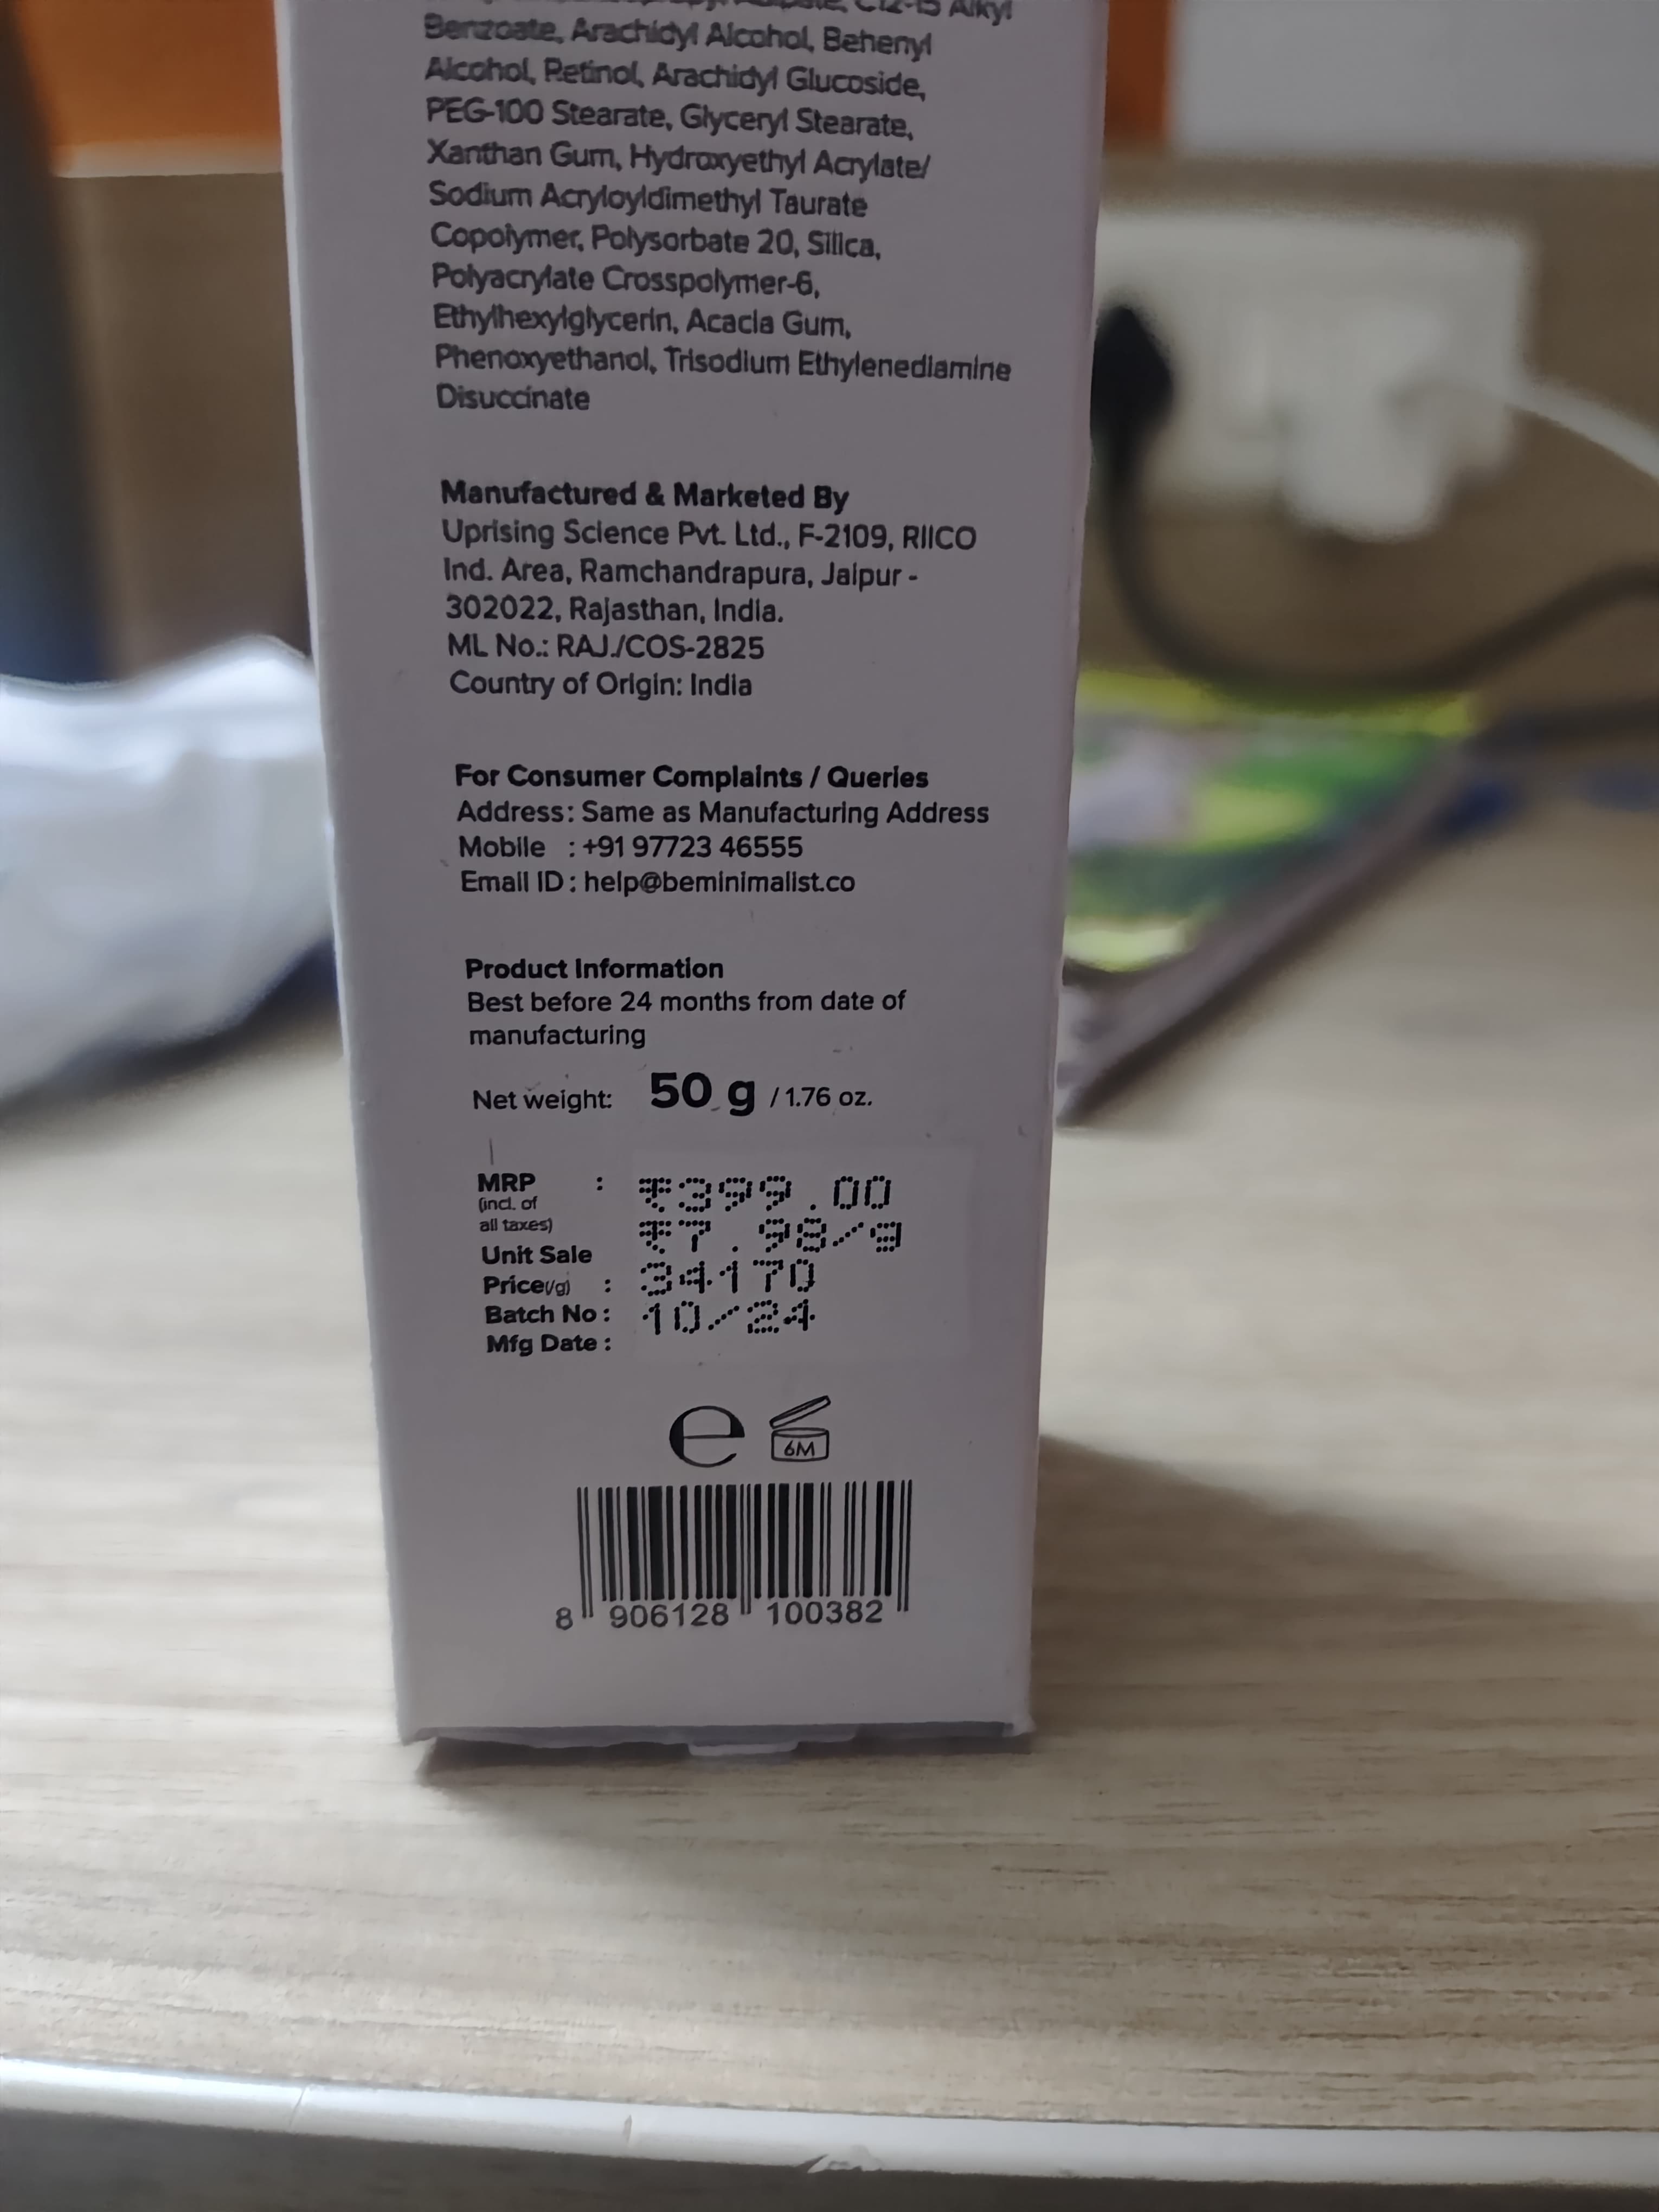 C12-15 Alkyl
Benzoate, Arachidyl Alcohol, Behenyl
Alcohol, Retinol, Arachidyl Glucoside,
PEG-100 Stearate, Glyceryl Stearate,
Xanthan Gum, Hydroxyethyl Acrylate/
Sodium Acryloyldimethyl Taurate
Copolymer, Polysorbate 20, Silica,
Polyacrylate Crosspolymer-6,
Ethylhexylglycerin, Acacia Gum,
Phenoxyethanol, Trisodium Ethylenediamine
Disuccinate
Manufactured & Marketed By
Uprising Science Pvt. Ltd., F-2109, RIICO
Ind. Area, Ramchandrapura, Jaipur -
302022, Rajasthan, India.
ML No.: RAJ./COS-2825
Country of Origin: India
For Consumer Complaints / Queries
Address: Same as Manufacturing Address
Mobile : +91 97723 46555
Email ID : help@beminimalist.co
Product Information
Best before 24 months from date of
manufacturing
Net weight: 50 g / 1.76 oz.
MRP : ₹399.00
(incl. of
all taxes)
Unit Sale ₹7.98/g
Price(/g) : 34170
Batch No : 10/24
Mfg Date :
e 6M
8 906128 100382